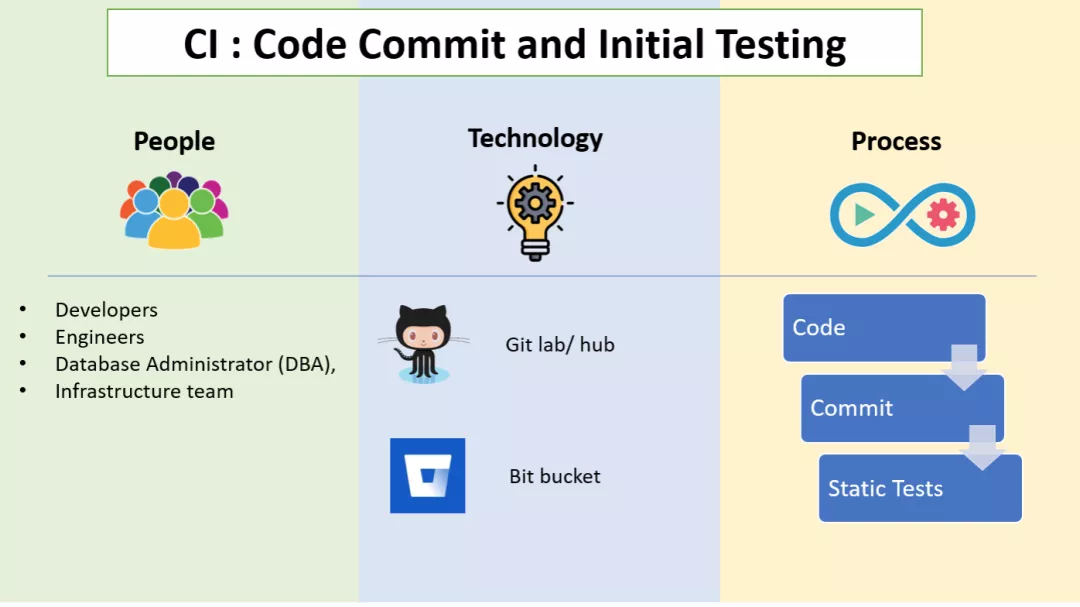 CI : Code Commit and Initial Testing
People
Technology
Process
• Developers
• Engineers
• Database Administrator (DBA),
• Infrastructure team
Git lab/ hub
Bit bucket
Code
Commit
Static Tests